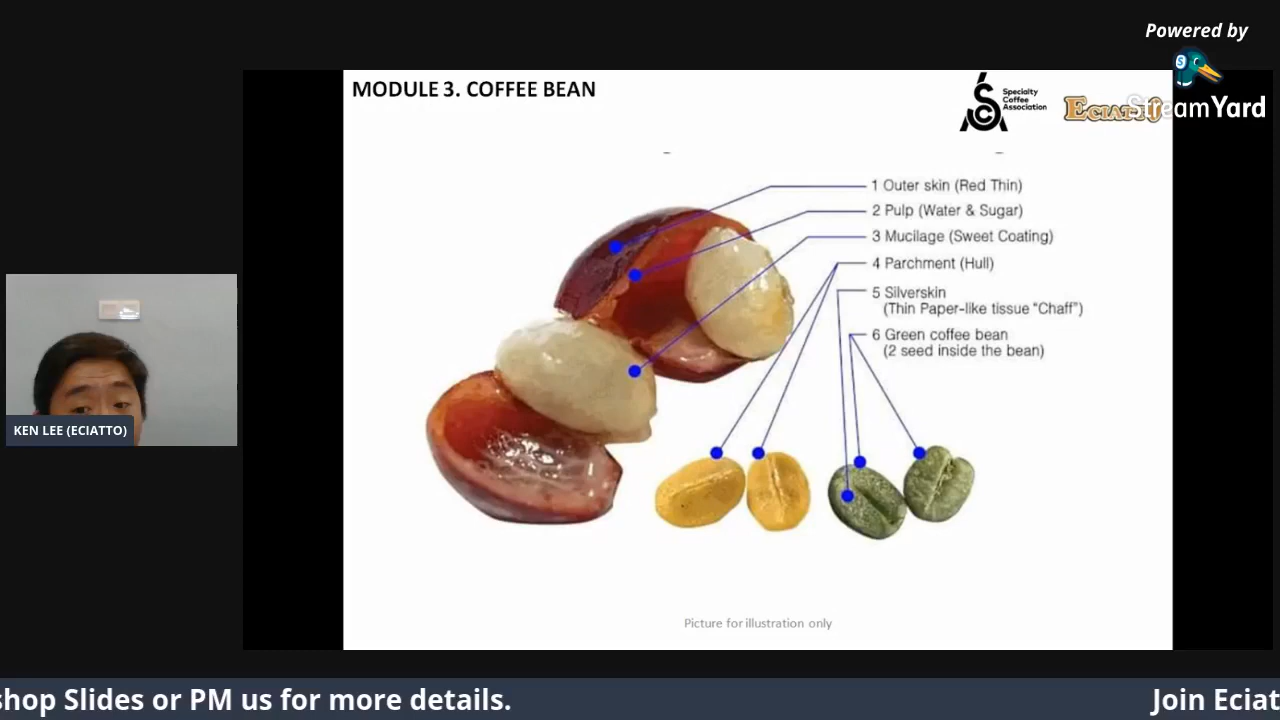 Powered by
StreamYard
MODULE 3. COFFEE BEAN
Specialty
Coffee
Association
ECIATTO
1 Outer skin (Red Thin)
2 Pulp (Water & Sugar)
3 Mucilage (Sweet Coating)
4 Parchment (Hull)
5 Silverskin
(Thin Paper-like tissue "Chaff")
6 Green coffee bean
(2 seed inside the bean)
KEN LEE (ECIATTO)
Picture for illustration only
shop Slides or PM us for more details.
Join Eciat